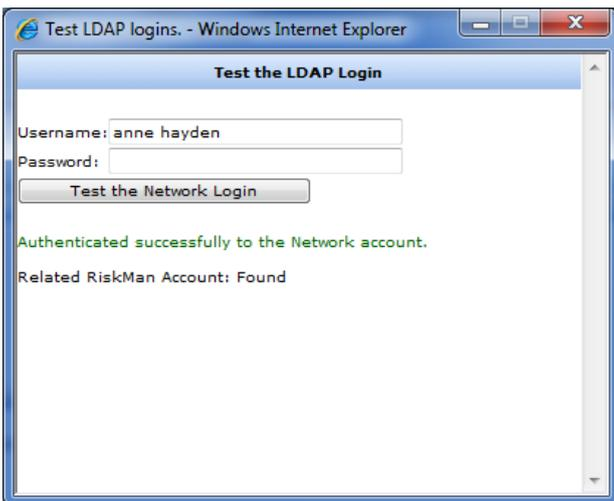 Test LDAP logins. - Windows Internet Explorer
Test the LDAP Login
Username: anne hayden
Password:
Test the Network Login
Authenticated successfully to the Network account.
Related RiskMan Account: Found